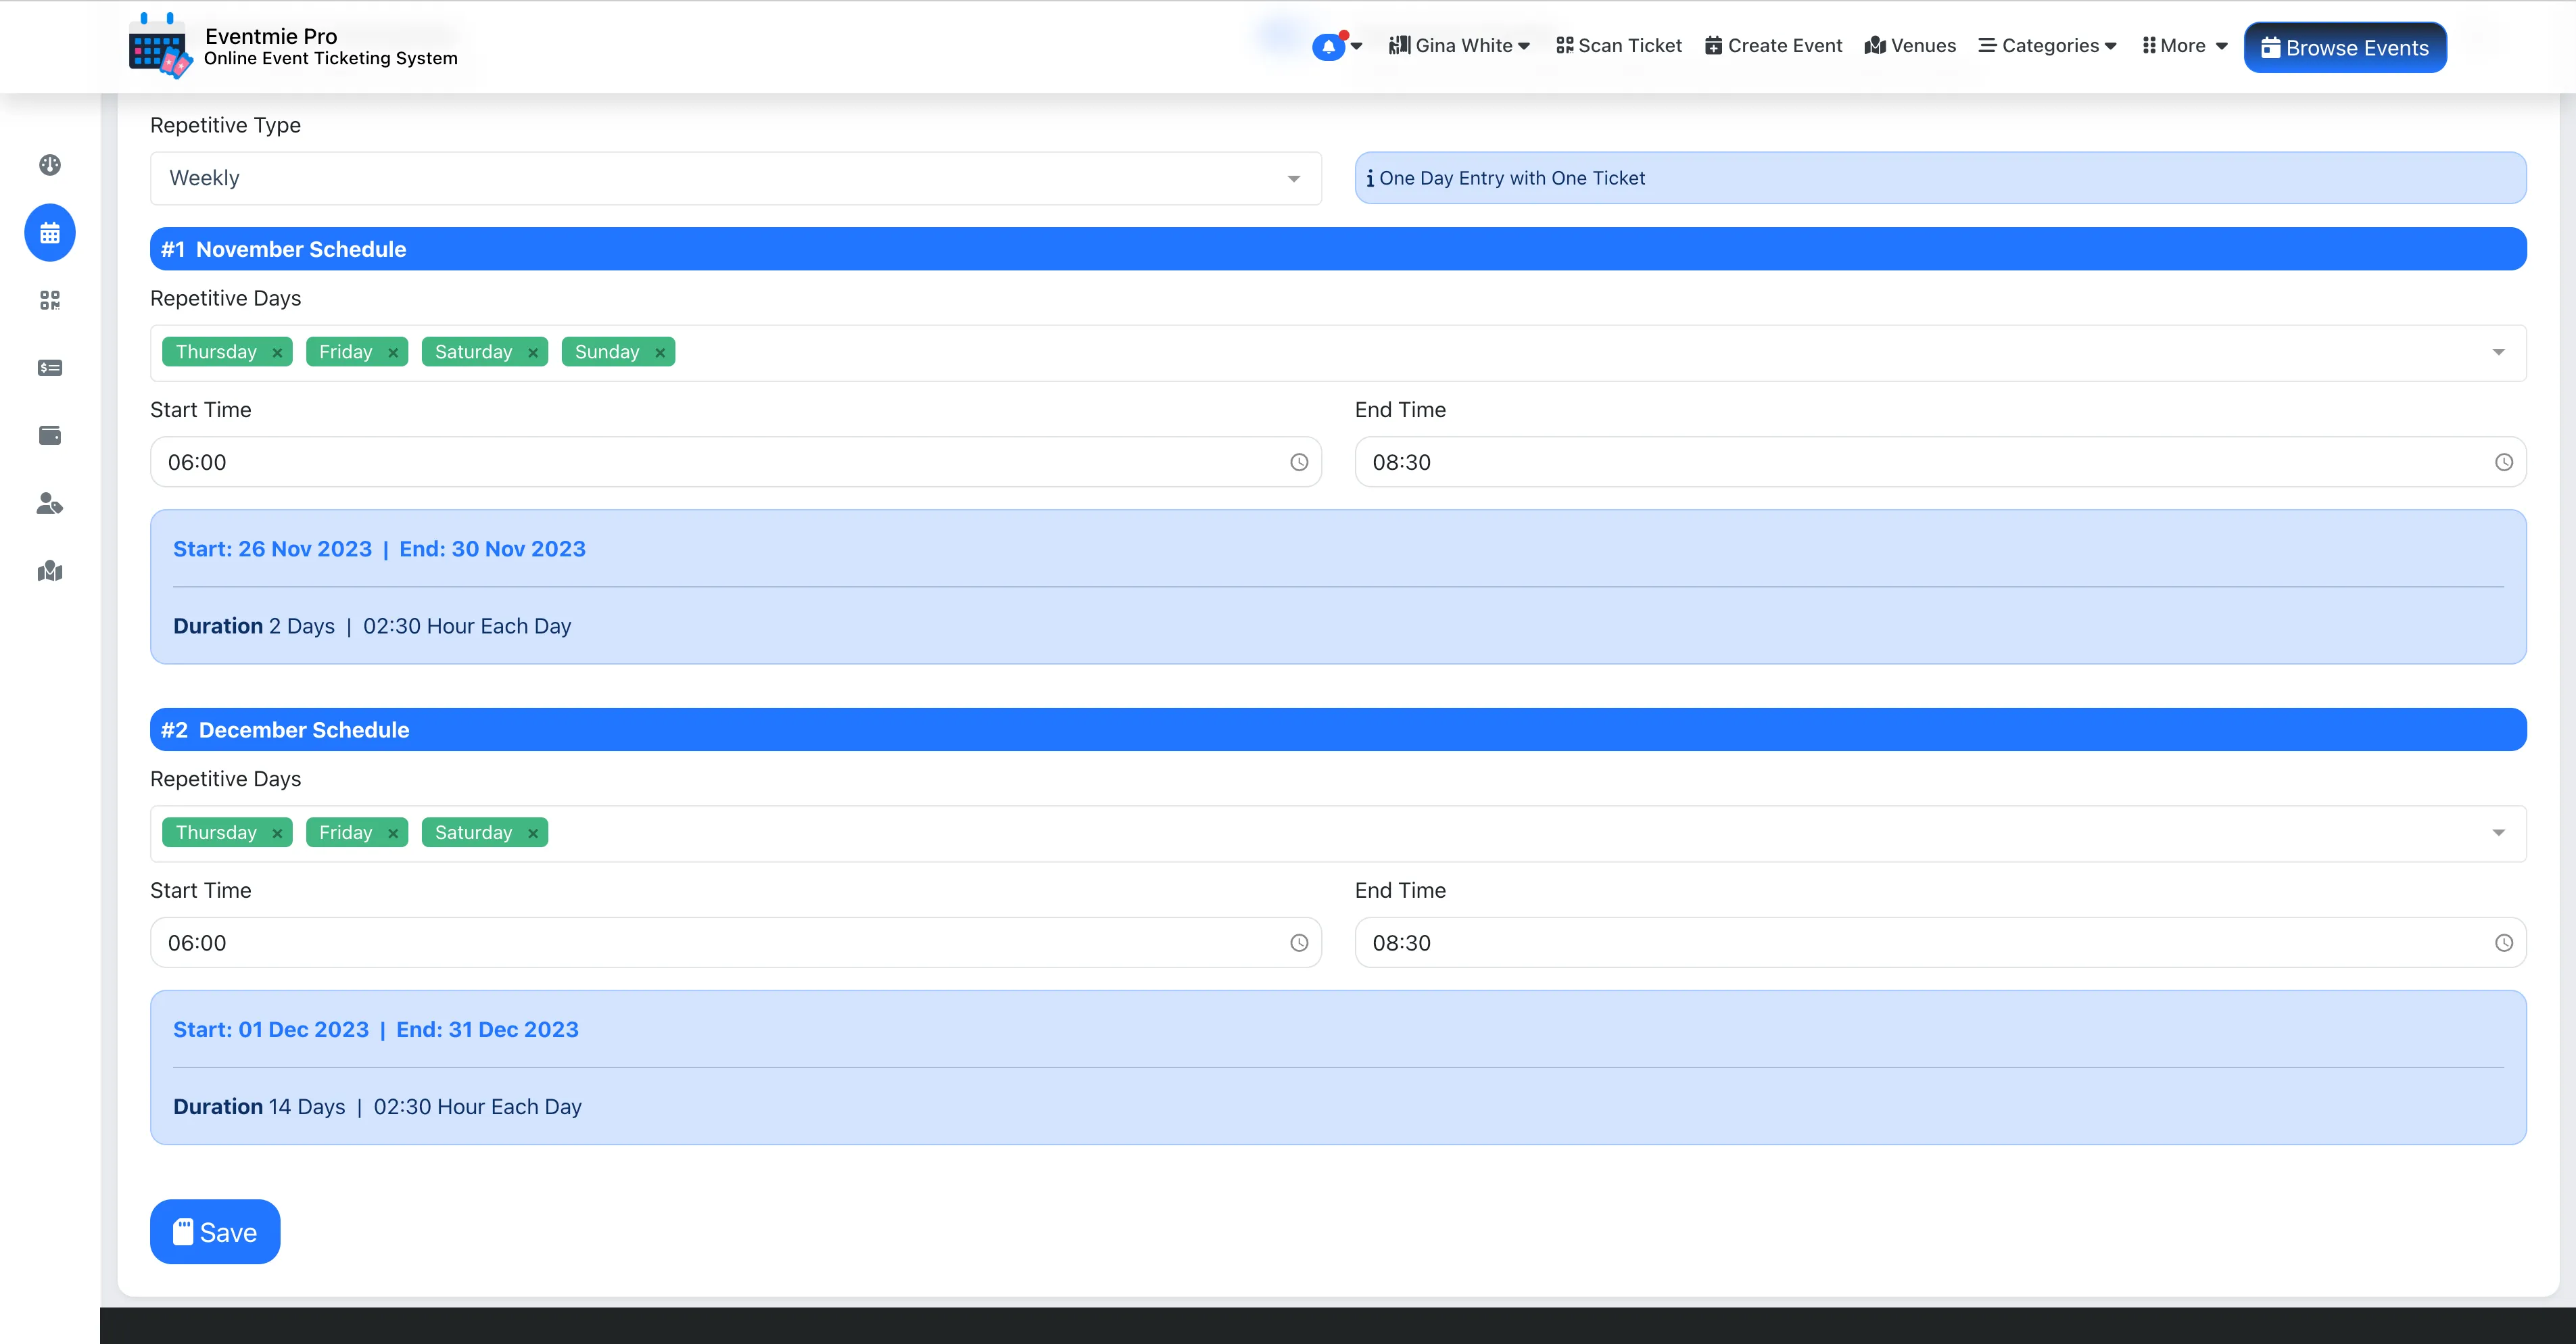 Eventmie Pro
Online Event Ticketing System
Gina White
Scan Ticket
Create Event
Venues
Categories
More
Browse Events
Repetitive Type
Weekly
One Day Entry with One Ticket
#1 November Schedule
Repetitive Days
Thursday × Friday × Saturday × Sunday ×
Start Time
End Time
06:00
08:30
Start: 26 Nov 2023 | End: 30 Nov 2023
Duration 2 Days | 02:30 Hour Each Day
#2 December Schedule
Repetitive Days
Thursday × Friday × Saturday ×
Start Time
End Time
06:00
08:30
Start: 01 Dec 2023 | End: 31 Dec 2023
Duration 14 Days | 02:30 Hour Each Day
Save